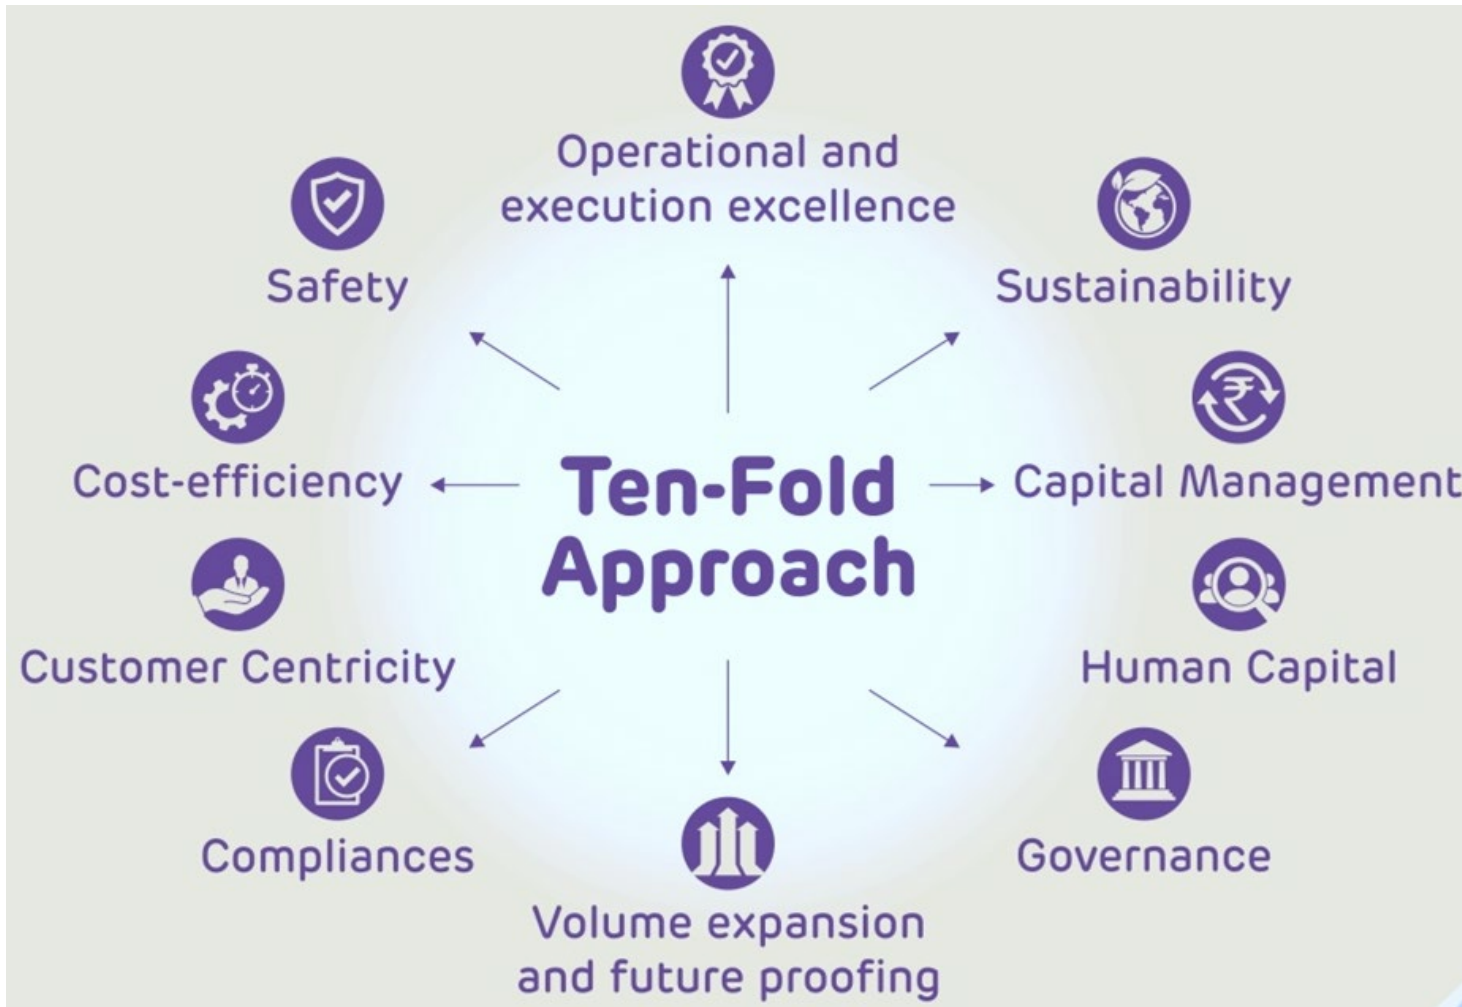 Operational and
execution excellence
Safety
Sustainability
Cost-efficiency
Ten-Fold
Approach
Capital Management
Customer Centricity
Human Capital
Compliances
Governance
Volume expansion
and future proofing